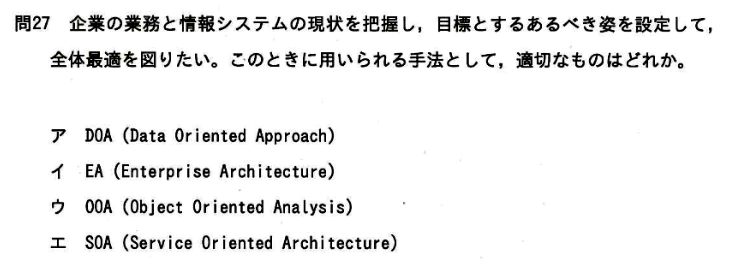 問27　企業の業務と情報システムの現状を把握し，目標とするあるべき姿を設定して，
全体最適を図りたい。このときに用いられる手法として，適切なものはどれか。
ア　DOA (Data Oriented Approach)
イ　EA (Enterprise Architecture)
ウ　OOA (Object Oriented Analysis)
エ　SOA (Service Oriented Architecture)